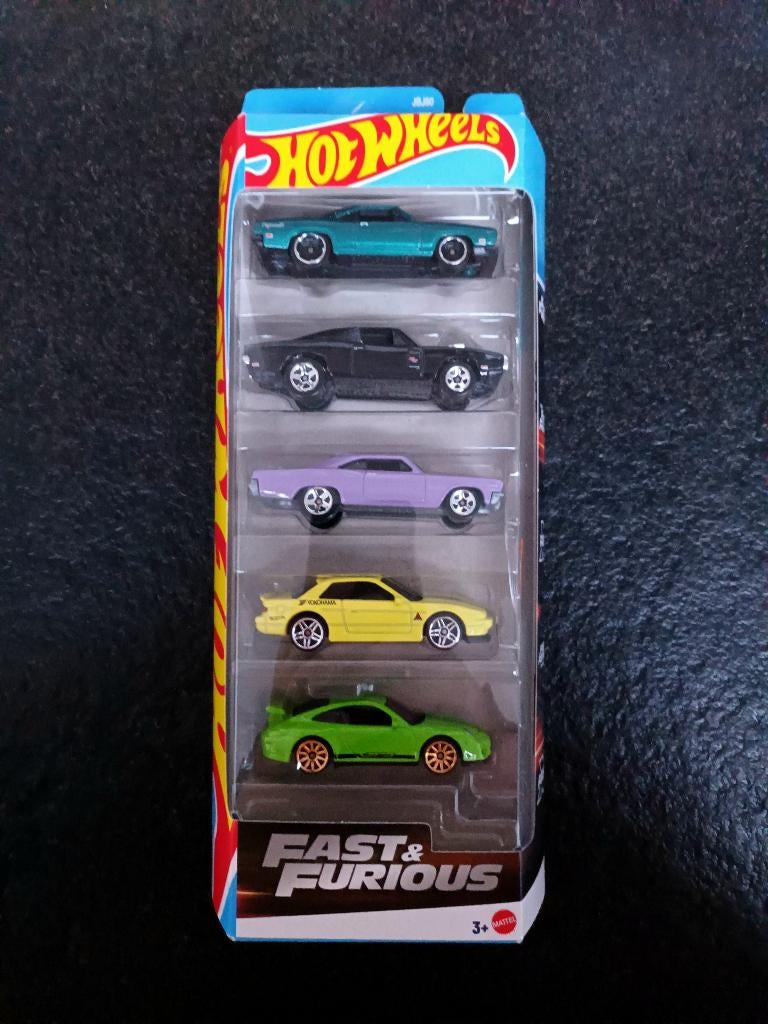 JBJ80
HOT WHEELS
YOKOHAMA
FAST &
FURIOUS
3+
MATTEL